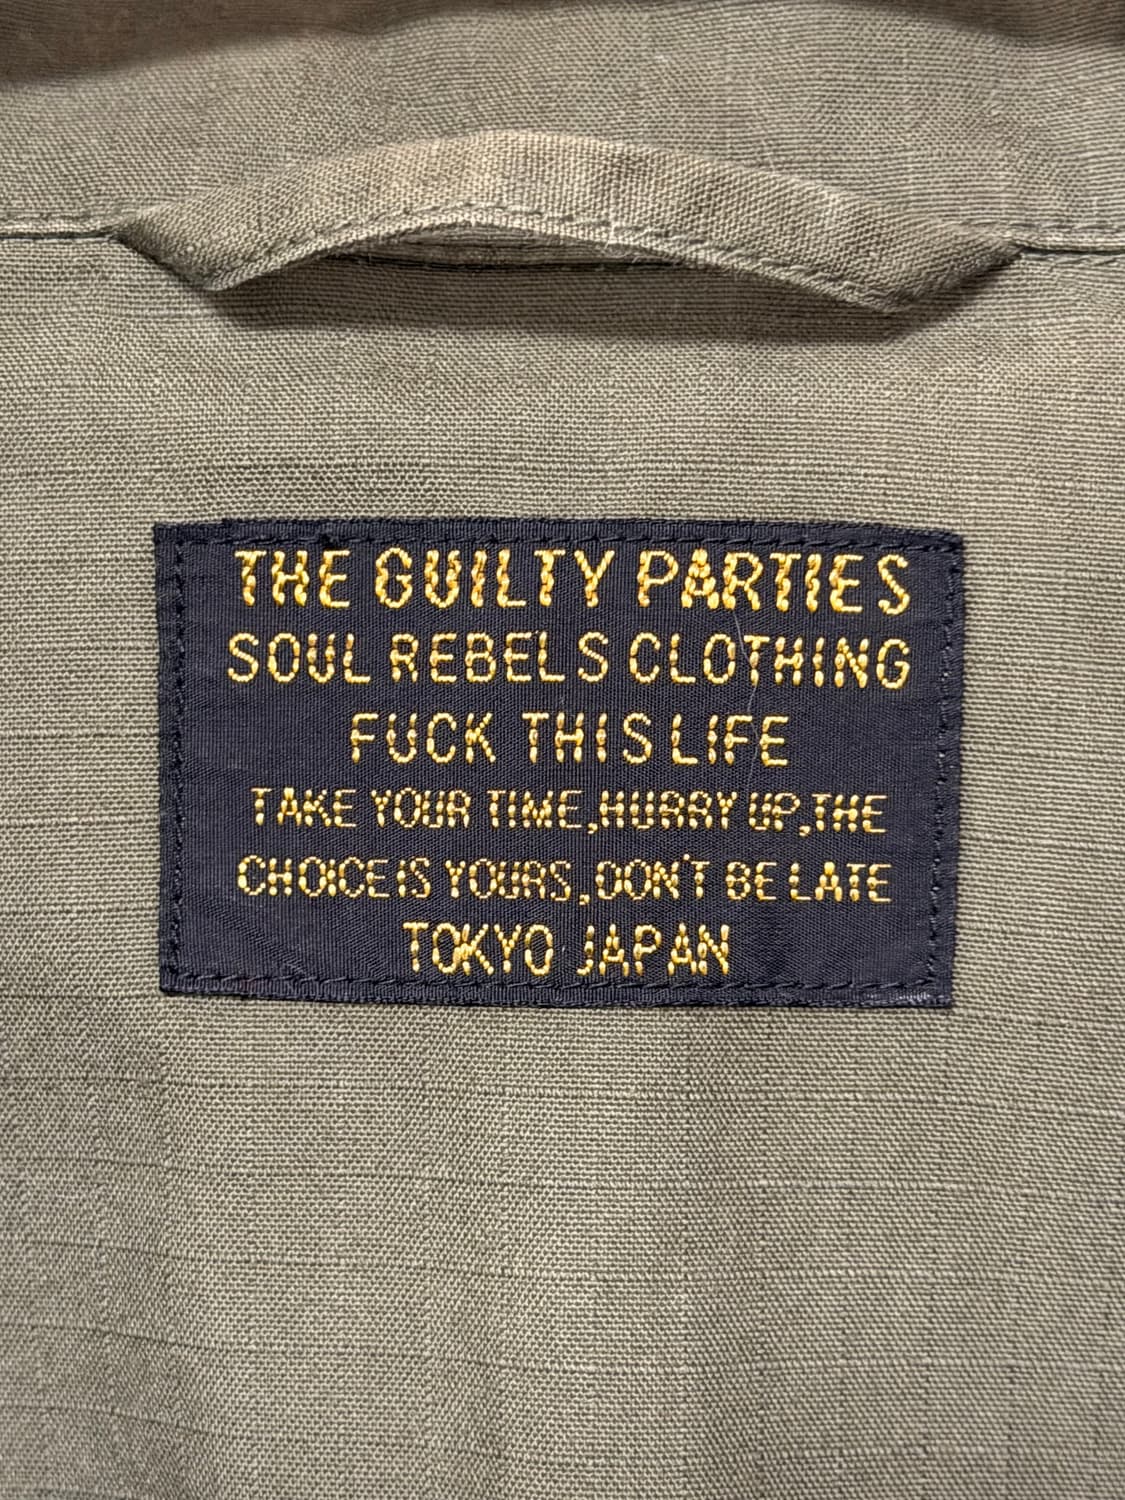 THE GUILTY PARTIES
SOUL REBELS CLOTHING
FUCK THIS LIFE
TAKE YOUR TIME,HURRY UP,THE
CHOICE IS YOURS,DON'T BE LATE
TOKYO JAPAN